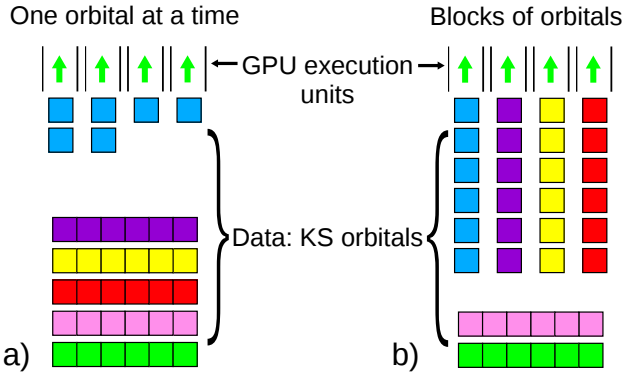 One orbital at a time
Blocks of orbitals
GPU execution
units
Data: KS orbitals
a)
b)